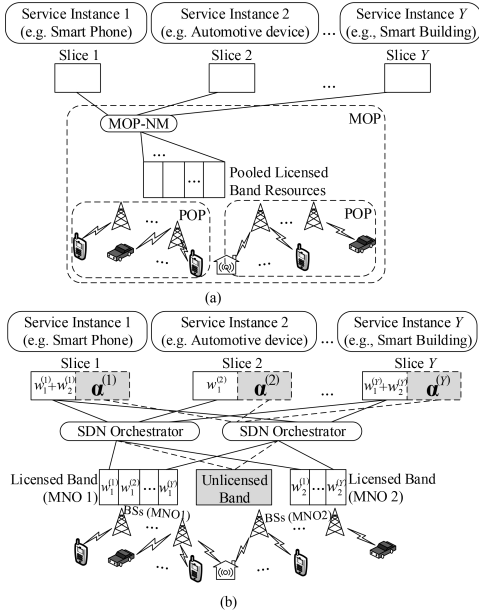 Service Instance 1 Service Instance 2 Service Instance Y
(e.g. Smart Phone) (e.g. Automotive device) ... (e.g., Smart Building)
Slice 1 Slice 2 Slice Y
...
MOP-NM MOP
...
...
Pooled Licensed
Band Resources
POP ... ... POP
... ...
(a)
Service Instance 1 Service Instance 2 Service Instance Y
(e.g. Smart Phone) (e.g. Automotive device) ... (e.g., Smart Building)
Slice 1 Slice 2 Slice Y
w₁⁽¹⁾+w₂⁽¹⁾ α⁽¹⁾ w₁⁽²⁾ α⁽²⁾ ... w₁⁽Y⁾+w₂⁽Y⁾ α⁽Y⁾
SDN Orchestrator SDN Orchestrator
Licensed Band w₁⁽¹⁾ w₁⁽²⁾ ... w₁⁽Y⁾ Unlicensed w₂⁽¹⁾ ... w₂⁽Y⁾ Licensed Band
(MNO 1) Band (MNO 2)
BSs (MNO1) BSs (MNO2)
... ...
... ...
(b)